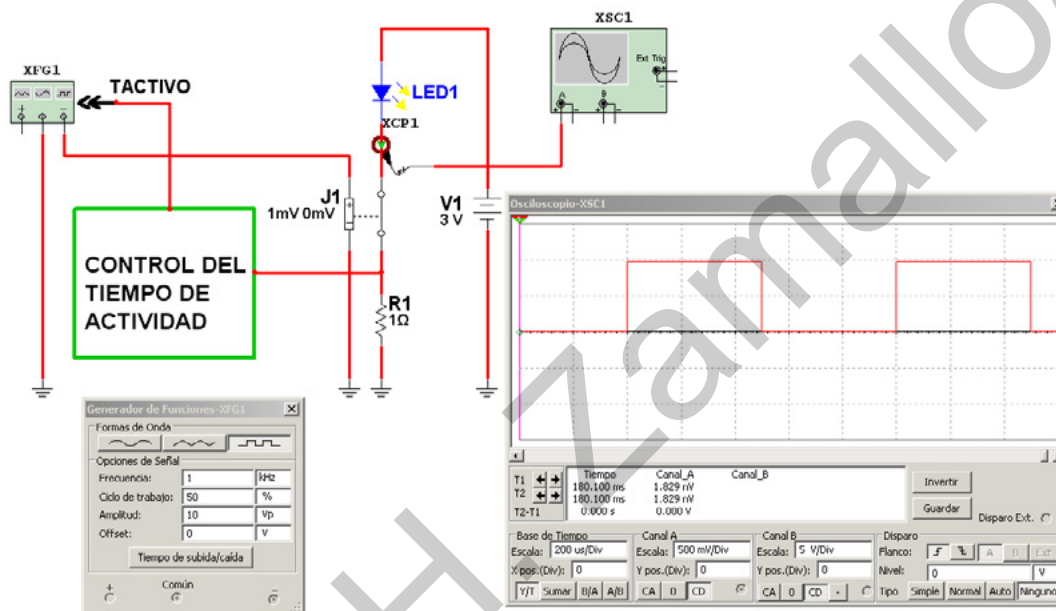 XSC1
Ext Trig
A
B
XFG1
TACTIVO
LED1
XCP1
J1
1mV 0mV
V1
3 V
CONTROL DEL
TIEMPO DE
ACTIVIDAD
R1
1Ω
Generador de Funciones-XFG1
Formas de Onda
Opciones de Señal
Frecuencia: 1 kHz
Ciclo de trabajo: 50 %
Amplitud: 10 Vp
Offset: 0 V
Tiempo de subida/caída
+ Común -
Osciloscopio-XSC1
Tiempo Canal_A Canal_B
T1 180.100 ms 1.829 nV
T2 180.100 ms 1.829 nV
T2-T1 0.000 s 0.000 V
Invertir
Guardar
Disparo Ext.
Base de Tiempo
Escala: 200 us/Div
X pos.(Div): 0
Y/T Sumar B/A A/B
Canal A
Escala: 500 mV/Div
Y pos.(Div): 0
CA 0 CD
Canal B
Escala: 5 V/Div
Y pos.(Div): 0
CA 0 CD -
Disparo
Flanco: A B Ext
Nivel: 0 V
Tipo Simple Normal Auto Ninguno
H. Zamallo